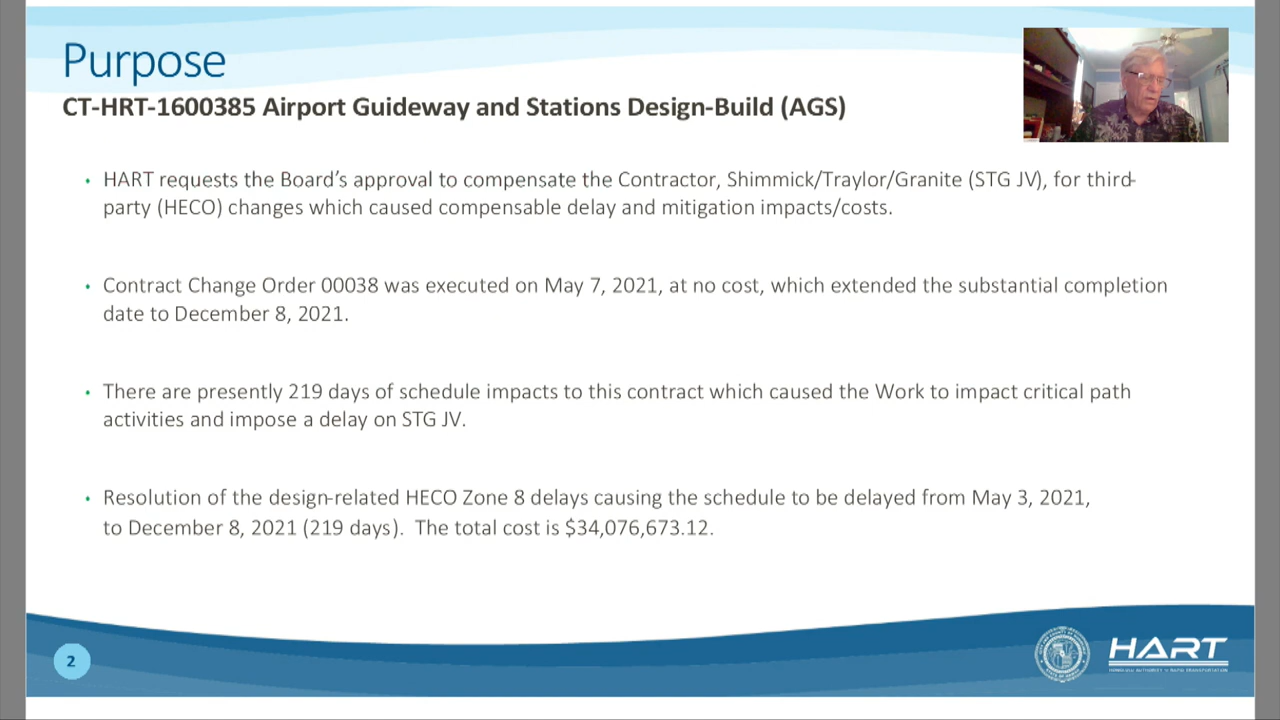 Purpose
CT-HRT-1600385 Airport Guideway and Stations Design-Build (AGS)
• HART requests the Board's approval to compensate the Contractor, Shimmick/Traylor/Granite (STG JV), for third-
party (HECO) changes which caused compensable delay and mitigation impacts/costs.
• Contract Change Order 00038 was executed on May 7, 2021, at no cost, which extended the substantial completion
date to December 8, 2021.
• There are presently 219 days of schedule impacts to this contract which caused the Work to impact critical path
activities and impose a delay on STG JV.
• Resolution of the design-related HECO Zone 8 delays causing the schedule to be delayed from May 3, 2021,
to December 8, 2021 (219 days). The total cost is $34,076,673.12.
2
HART
HONOLULU AUTHORITY for RAPID TRANSPORTATION